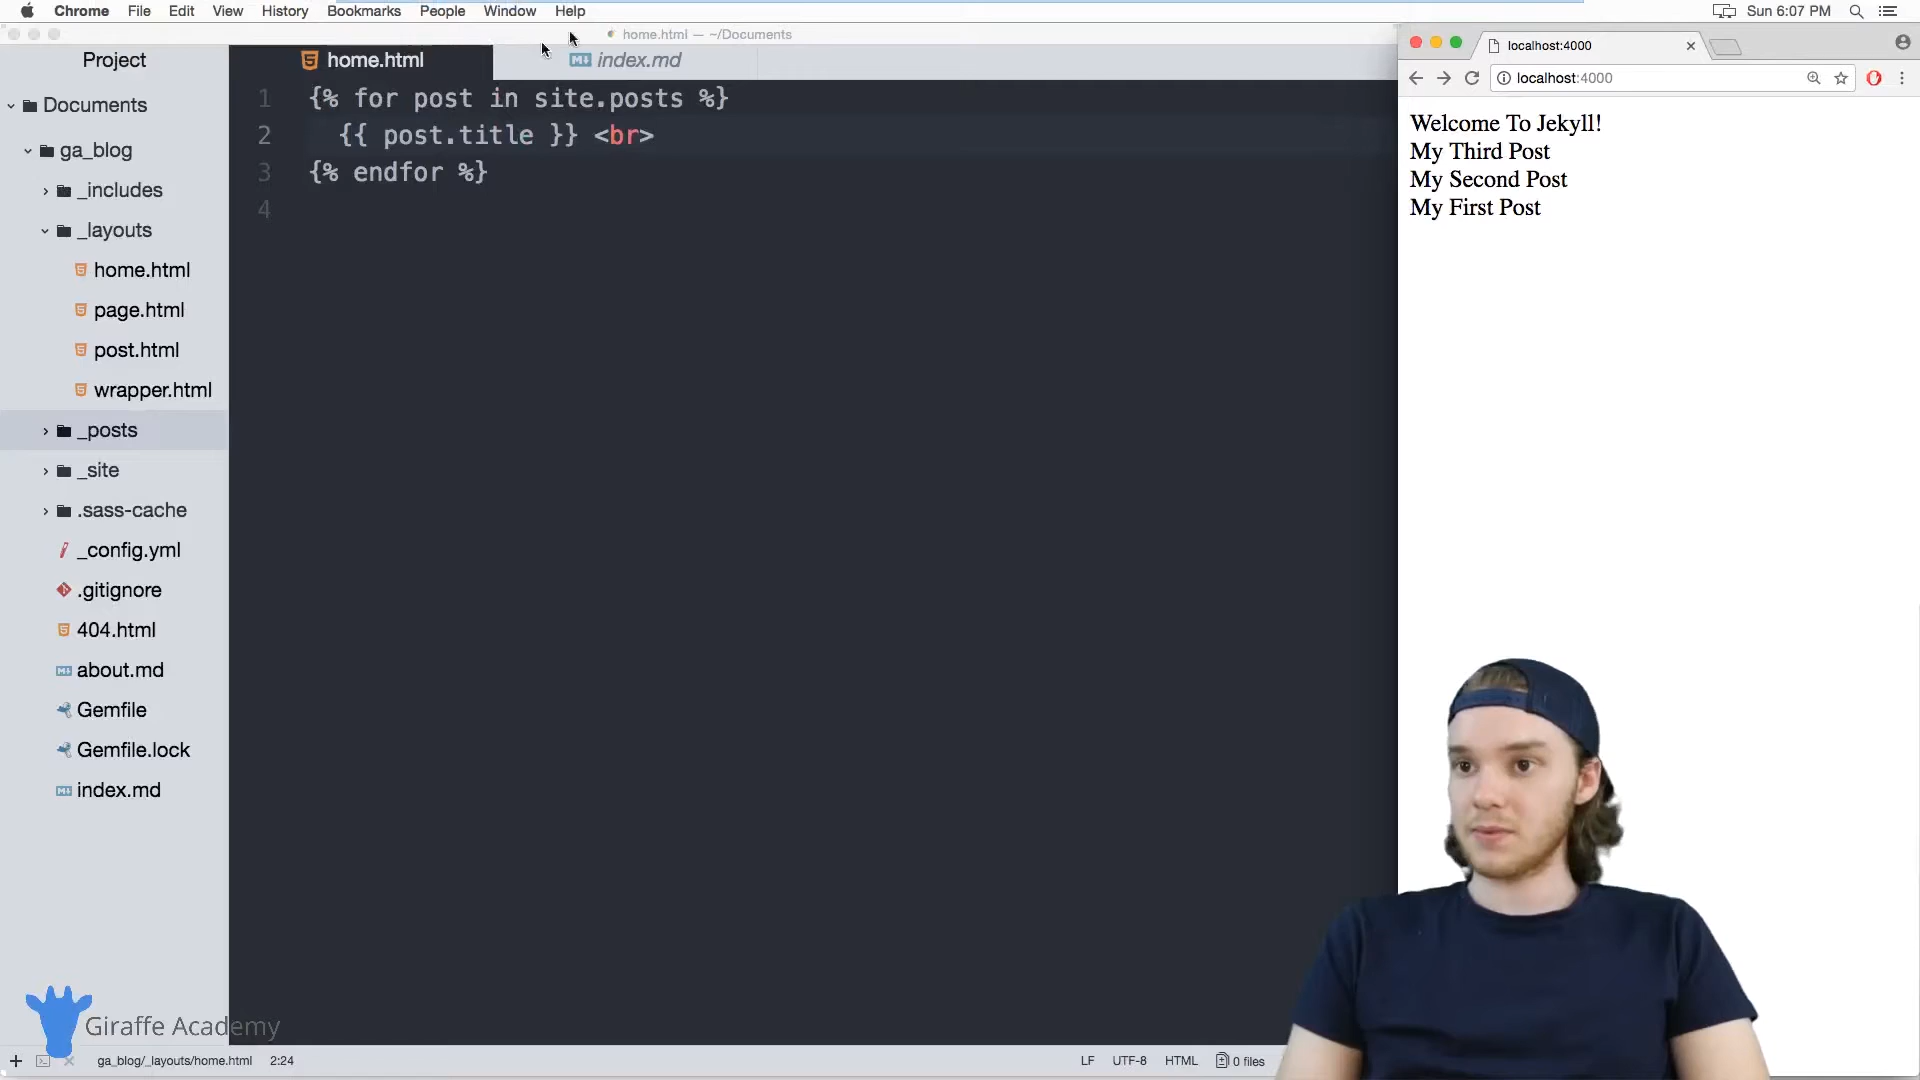 Chrome File Edit View History Bookmarks People Window Help
Sun 6:07 PM
home.html — ~/Documents
Project
Documents
ga_blog
_includes
_layouts
home.html
page.html
post.html
wrapper.html
_posts
_site
.sass-cache
_config.yml
.gitignore
404.html
about.md
Gemfile
Gemfile.lock
index.md
home.html
index.md
1 {% for post in site.posts %}
2 {{ post.title }} <br>
3 {% endfor %}
4
localhost:4000
localhost:4000
Welcome To Jekyll!
My Third Post
My Second Post
My First Post
Giraffe Academy
ga_blog/_layouts/home.html 2:24
LF UTF-8 HTML 0 files